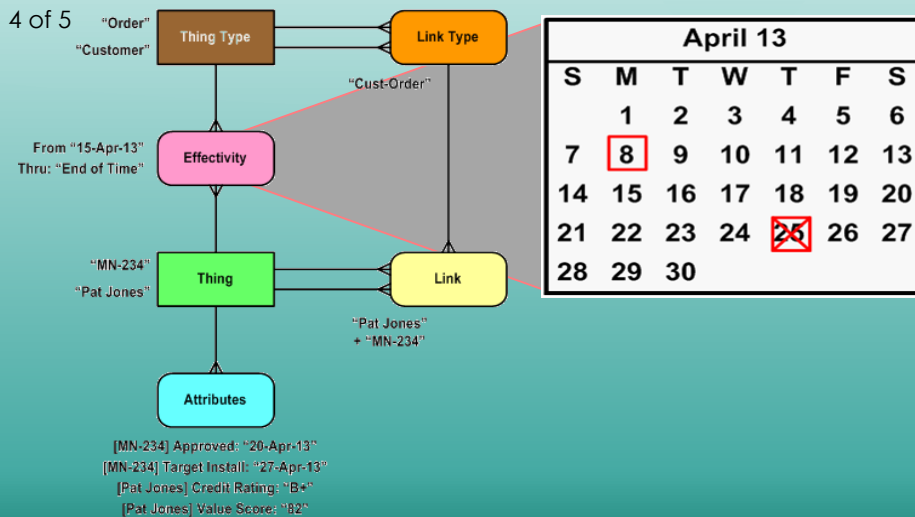 4 of 5
“Order”
“Customer”
Thing Type
Link Type
“Cust-Order”
From “15-Apr-13”
Thru: “End of Time”
Effectivity
“MN-234”
“Pat Jones”
Thing
Link
“Pat Jones”
+ “MN-234”
Attributes
[MN-234] Approved: “20-Apr-13”
[MN-234] Target Install: “27-Apr-13”
[Pat Jones] Credit Rating: “B+”
[Pat Jones] Value Score: “82”
April 13
S M T W T F S
1 2 3 4 5 6
7 8 9 10 11 12 13
14 15 16 17 18 19 20
21 22 23 24 25 26 27
28 29 30